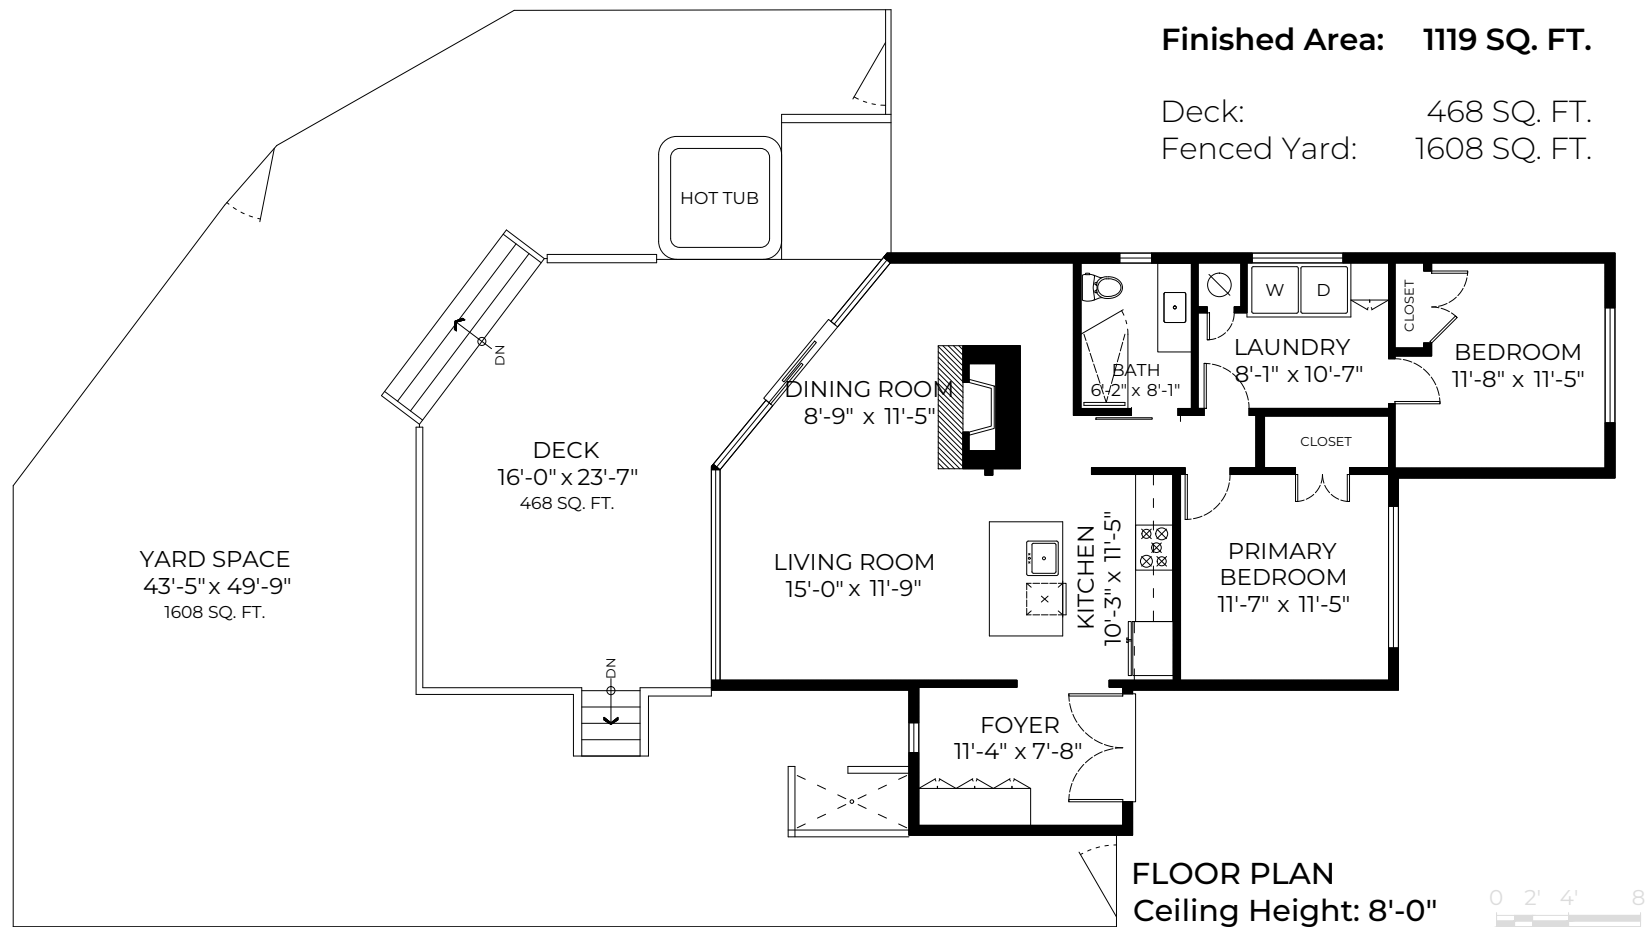 Finished Area: 1119 SQ. FT.
Deck: 468 SQ. FT.
Fenced Yard: 1608 SQ. FT.
HOT TUB
W
D
CLOSET
LAUNDRY
8'-1" x 10'-7"
BEDROOM
11'-8" x 11'-5"
BATH
6'-2" x 8'-1"
DN
DINING ROOM
8'-9" x 11'-5"
CLOSET
DECK
16'-0" x 23'-7"
468 SQ. FT.
YARD SPACE
43'-5" x 49'-9"
1608 SQ. FT.
LIVING ROOM
15'-0" x 11'-9"
KITCHEN
10'-3" x 11'-5"
PRIMARY
BEDROOM
11'-7" x 11'-5"
DN
FOYER
11'-4" x 7'-8"
FLOOR PLAN
Ceiling Height: 8'-0"
0 2' 4' 8